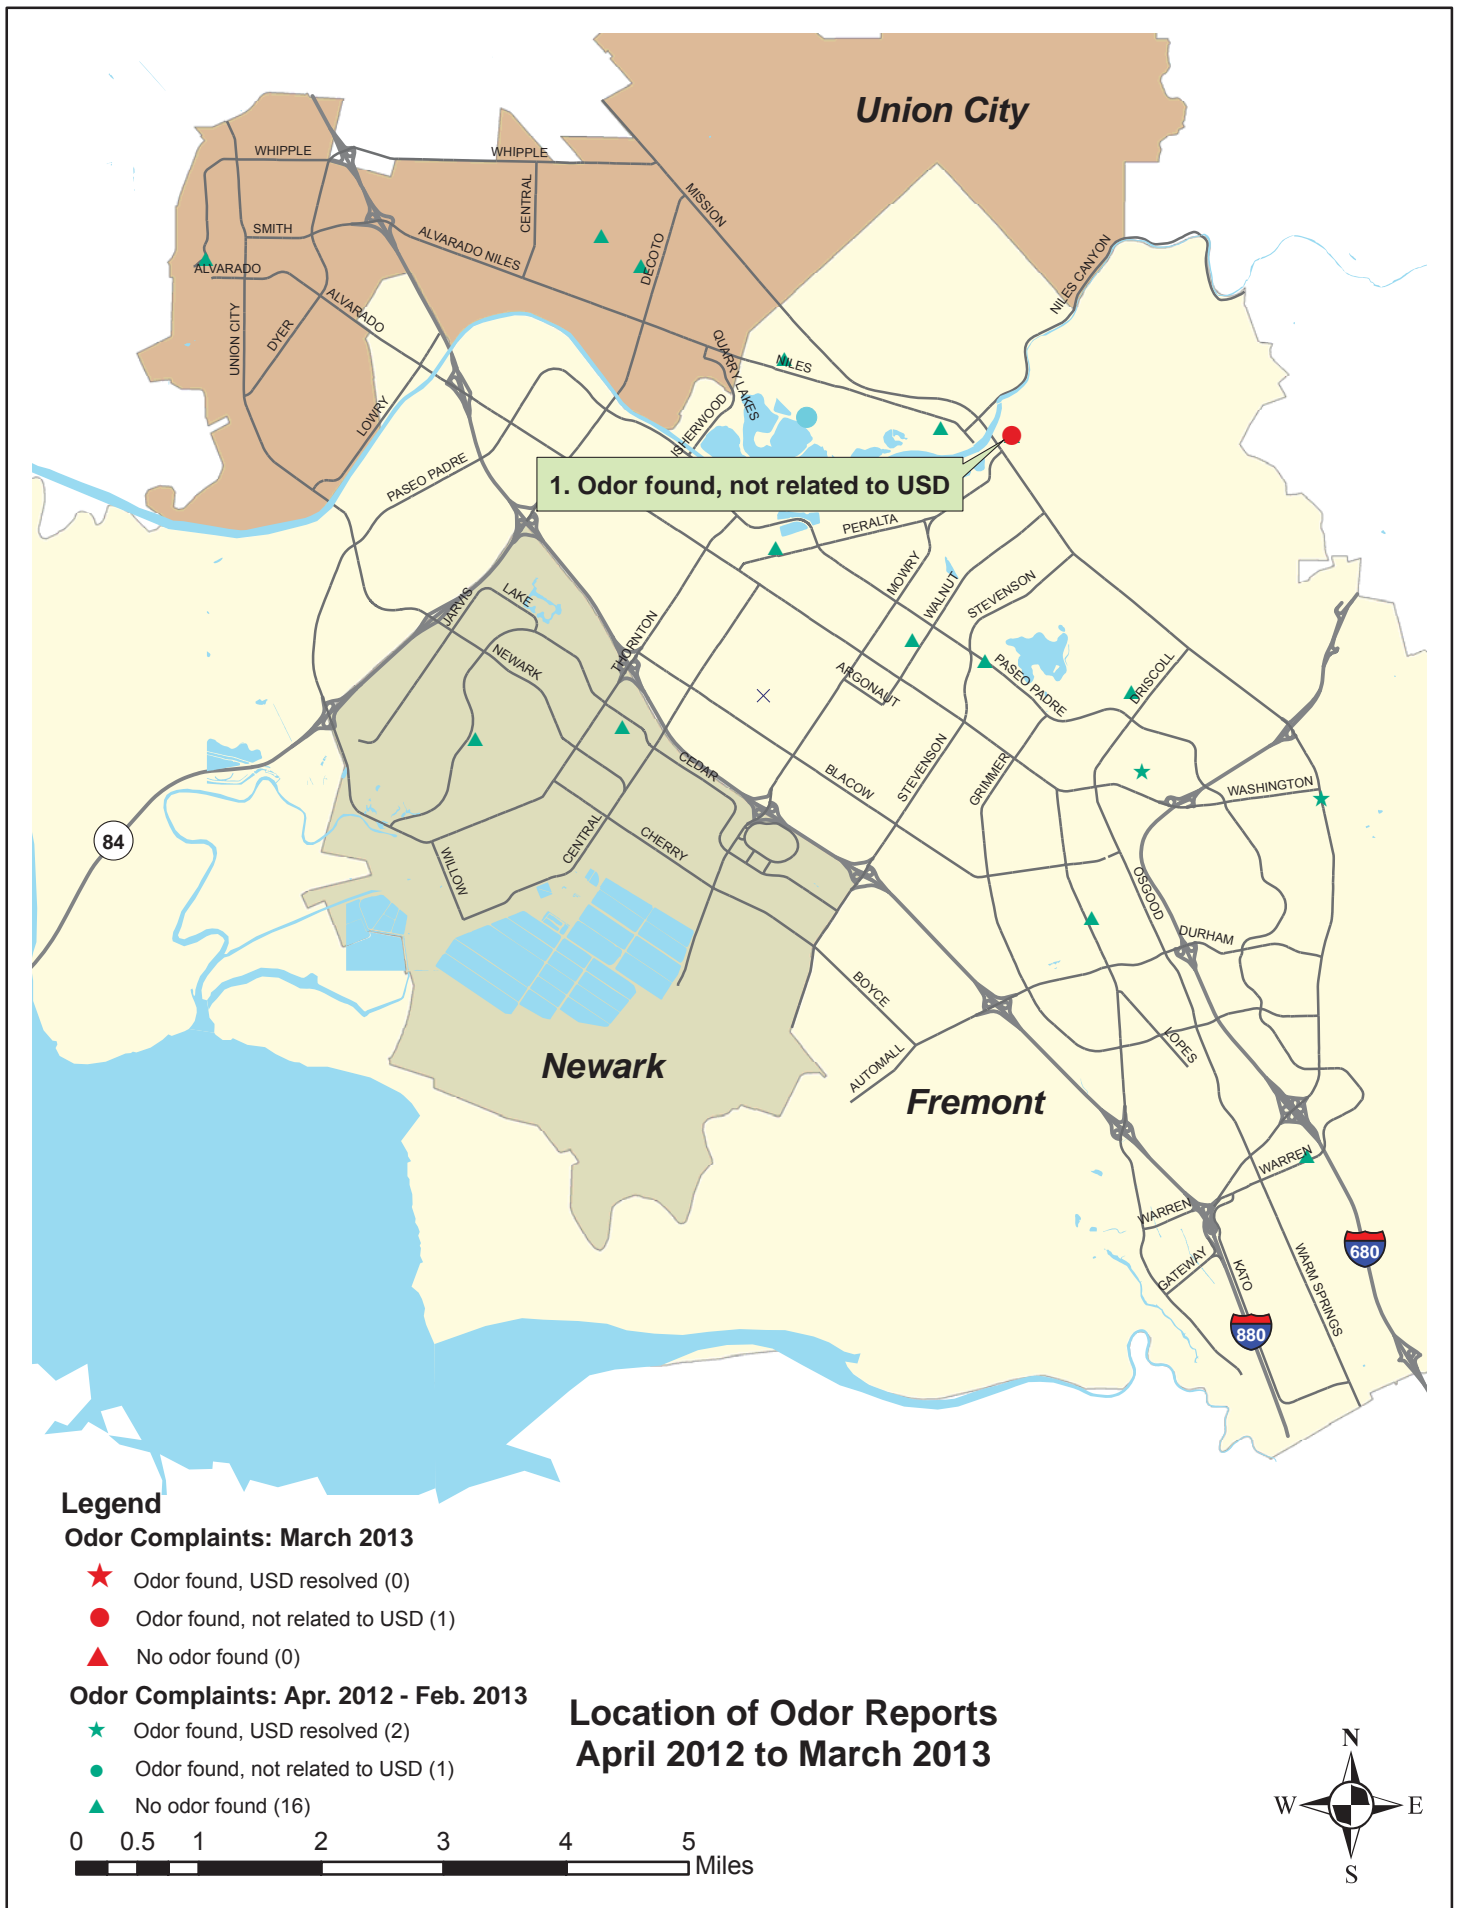 Union City
WHIPPLE
WHIPPLE
CENTRAL
MISSION
SMITH
ALVARADO NILES
DECOTO
NILES CANYON
ALVARADO
ALVARADO
UNION CITY
DYER
QUARRY LAKES
NILES
LOWRY
ISHERWOOD
PASEO PADRE
1. Odor found, not related to USD
PERALTA
MOWRY
WALNUT
STEVENSON
JARVIS
LAKE
THORNTON
NEWARK
ARGONAUT
PASEO PADRE
DRISCOLL
CEDAR
BLACOW
STEVENSON
GRIMMER
WASHINGTON
84
WILLOW
CENTRAL
CHERRY
OSGOOD
DURHAM
BOYCE
LOPES
Newark
AUTOMALL
Fremont
WARREN
WARREN
GATEWAY
KATO
WARM SPRINGS
680
880
Legend
Odor Complaints: March 2013
Odor found, USD resolved (0)
Odor found, not related to USD (1)
No odor found (0)
Odor Complaints: Apr. 2012 - Feb. 2013
Odor found, USD resolved (2)
Odor found, not related to USD (1)
No odor found (16)
Location of Odor Reports
April 2012 to March 2013
0 0.5 1 2 3 4 5
Miles
N
W E
S